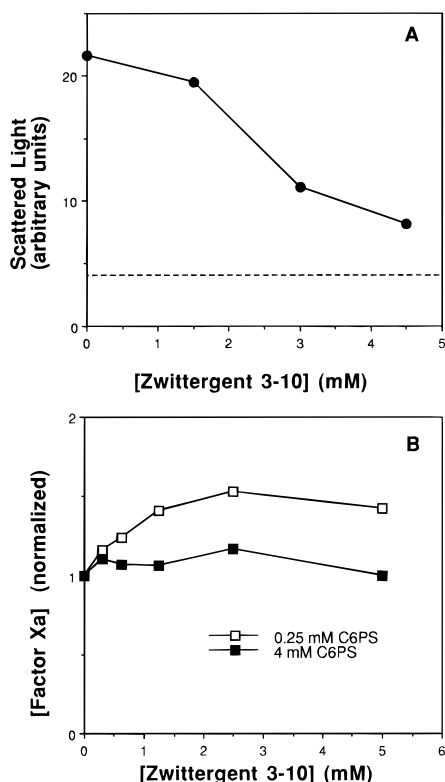 A
Scattered Light
(arbitrary units)
20
10
0
0 1 2 3 4 5
[Zwittergent 3-10] (mM)
B
[Factor Xa] (normalized)
2
1
0
0.25 mM C6PS
4 mM C6PS
0 1 2 3 4 5 6
[Zwittergent 3-10] (mM)